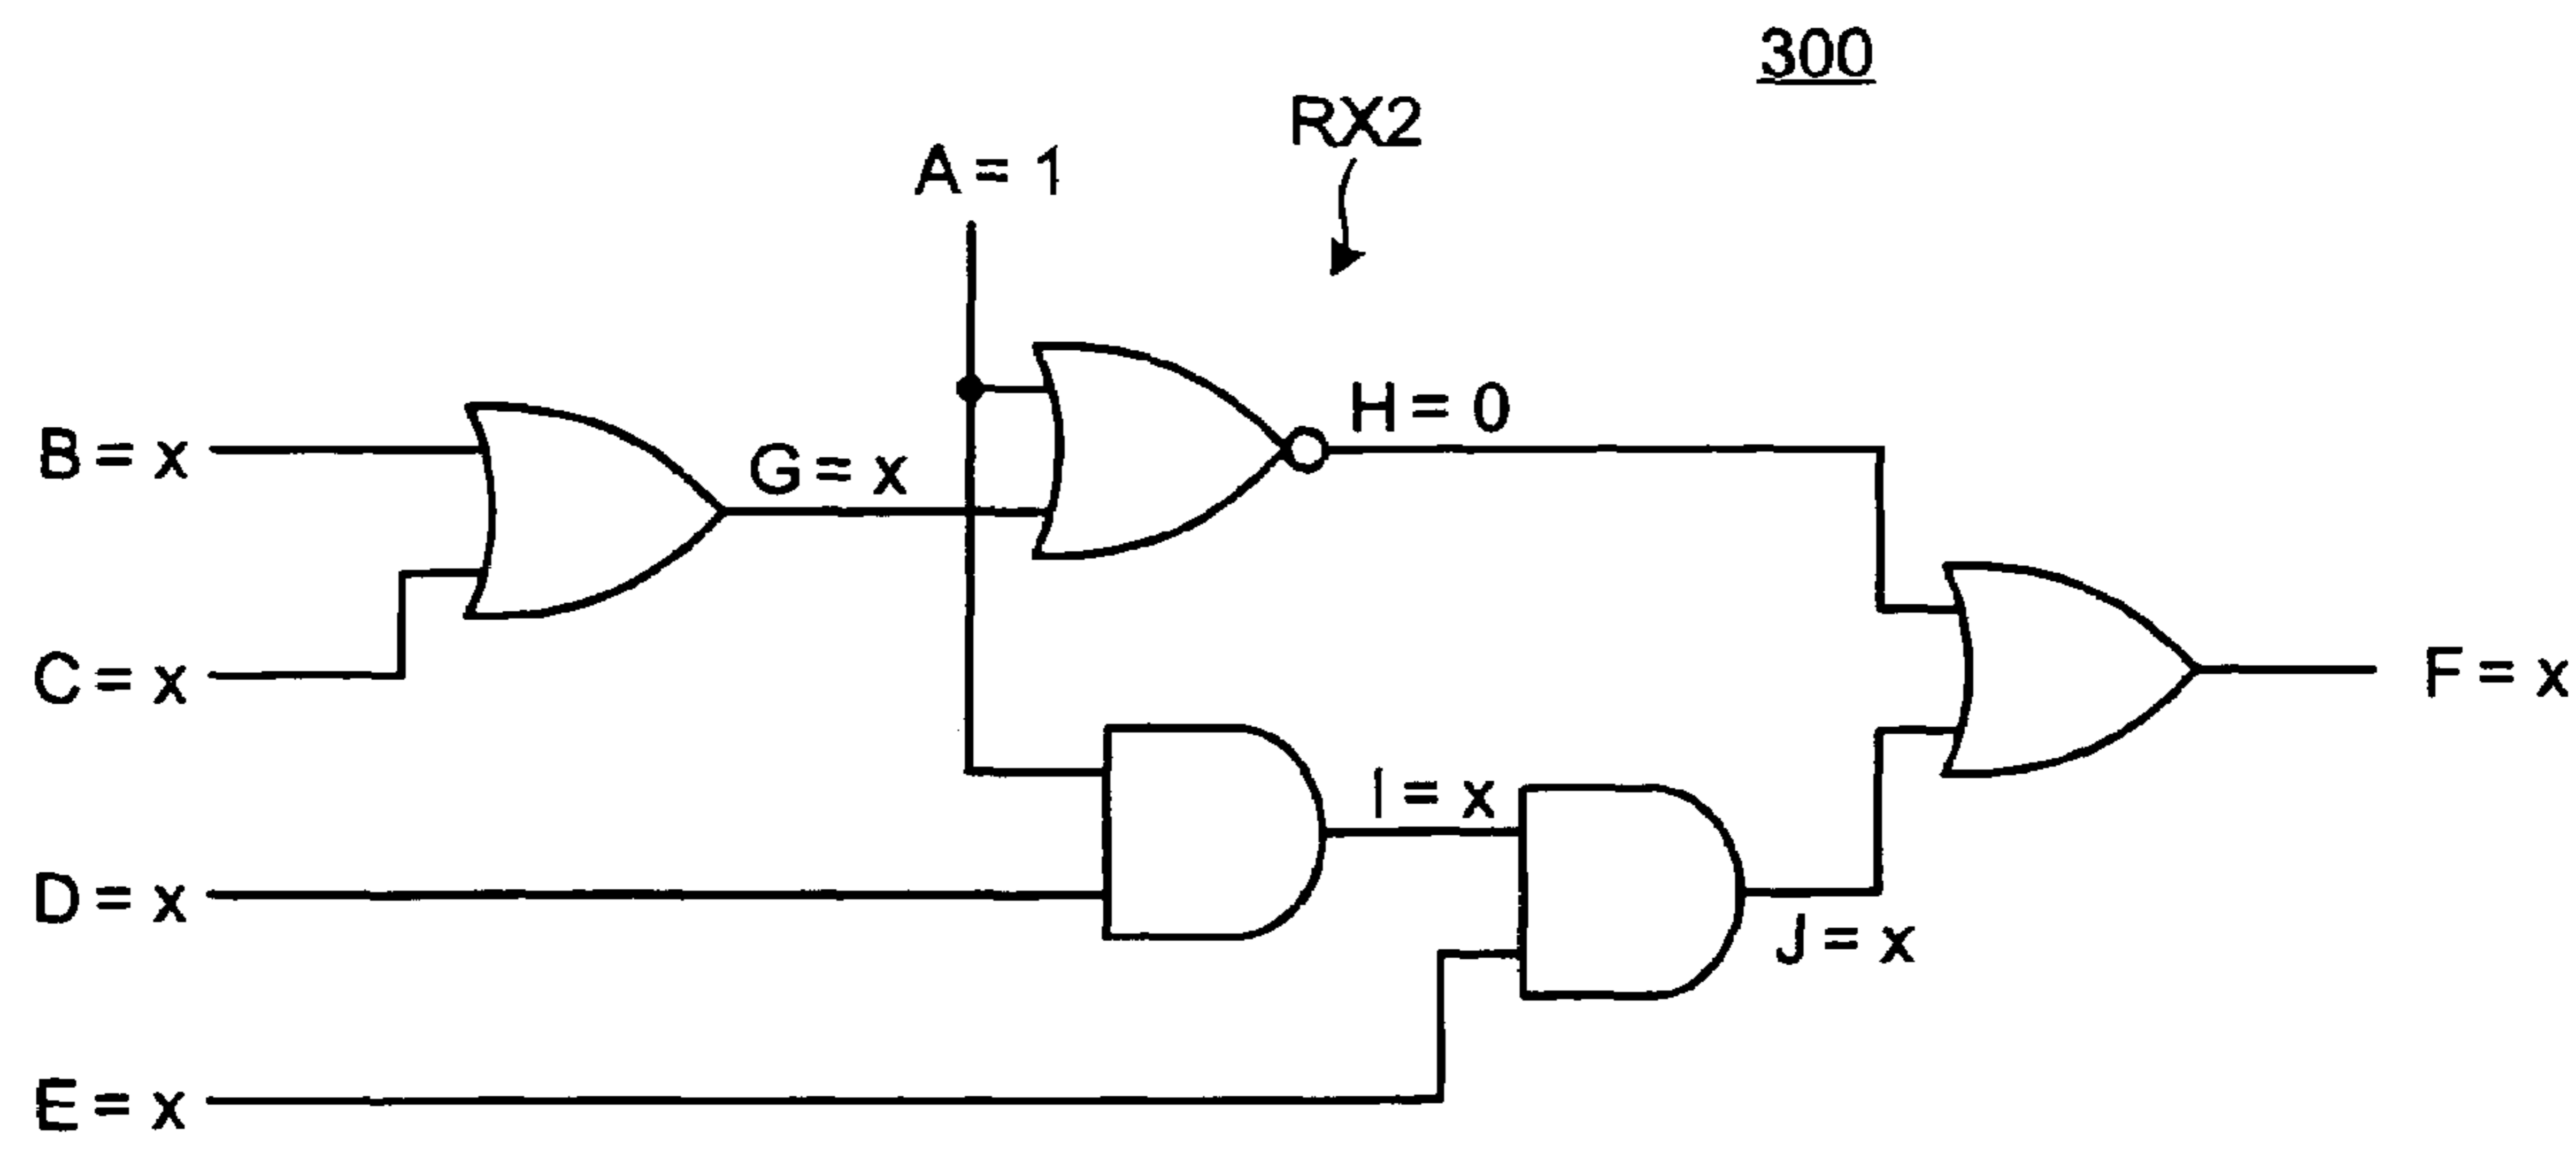 300
RX2
A = 1
H = 0
B = x
G = x
C = x
F = x
I = x
D = x
J = x
E = x